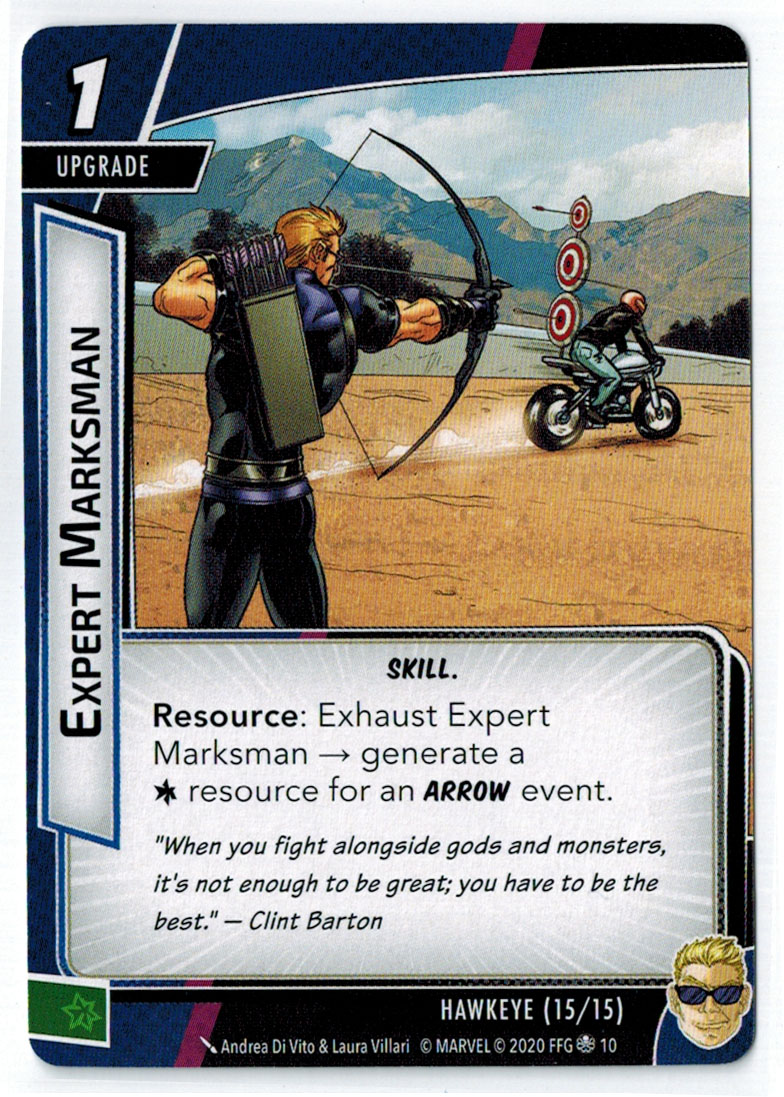 1
UPGRADE
EXPERT MARKSMAN
SKILL.
Resource: Exhaust Expert
Marksman → generate a
resource for an ARROW event.
"When you fight alongside gods and monsters,
it's not enough to be great; you have to be the
best." — Clint Barton
HAWKEYE (15/15)
Andrea Di Vito & Laura Villari © MARVEL © 2020 FFG 10